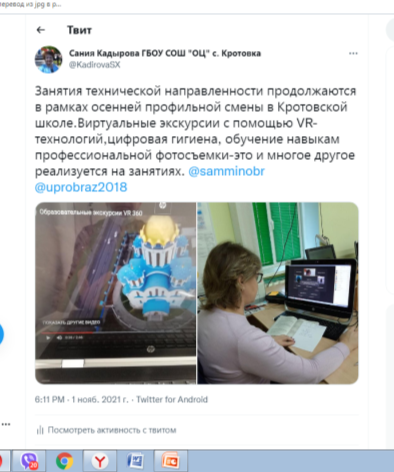 перевод из jpg в p...
Твит
Сания Кадырова ГБОУ СОШ "ОЦ" с. Кротовка
@KadirovaSX
Занятия технической направленности продолжаются
в рамках осенней профильной смены в Кротовской
школе.Виртуальные экскурсии с помощью VR-
технологий,цифровая гигиена, обучение навыкам
профессиональной фотосъемки-это и многое другое
реализуется на занятиях. @samminobr
@uprobraz2018
Образовательные экскурсии VR 360
ПОКАЗАТЬ ДРУГИЕ ВИДЕО
6:11 PM · 1 нояб. 2021 г. · Twitter for Android
Посмотреть активность с твитом
20